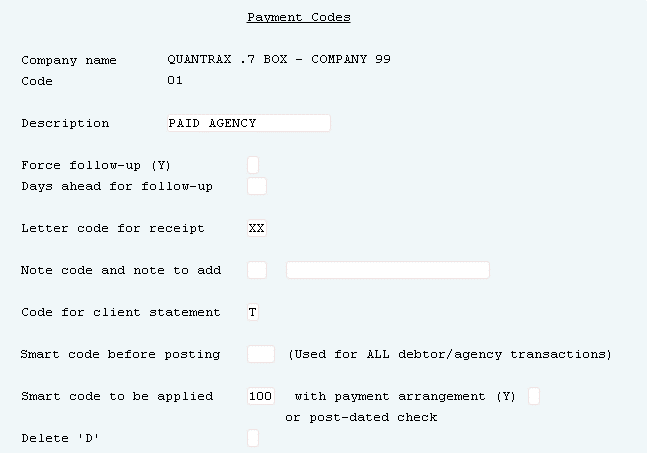 Payment Codes
Company name QUANTRAX .7 BOX - COMPANY 99
Code 01
Description PAID AGENCY
Force follow-up (Y)
Days ahead for follow-up
Letter code for receipt XX
Note code and note to add
Code for client statement T
Smart code before posting (Used for ALL debtor/agency transactions)
Smart code to be applied 100 with payment arrangement (Y)
or post-dated check
Delete 'D'